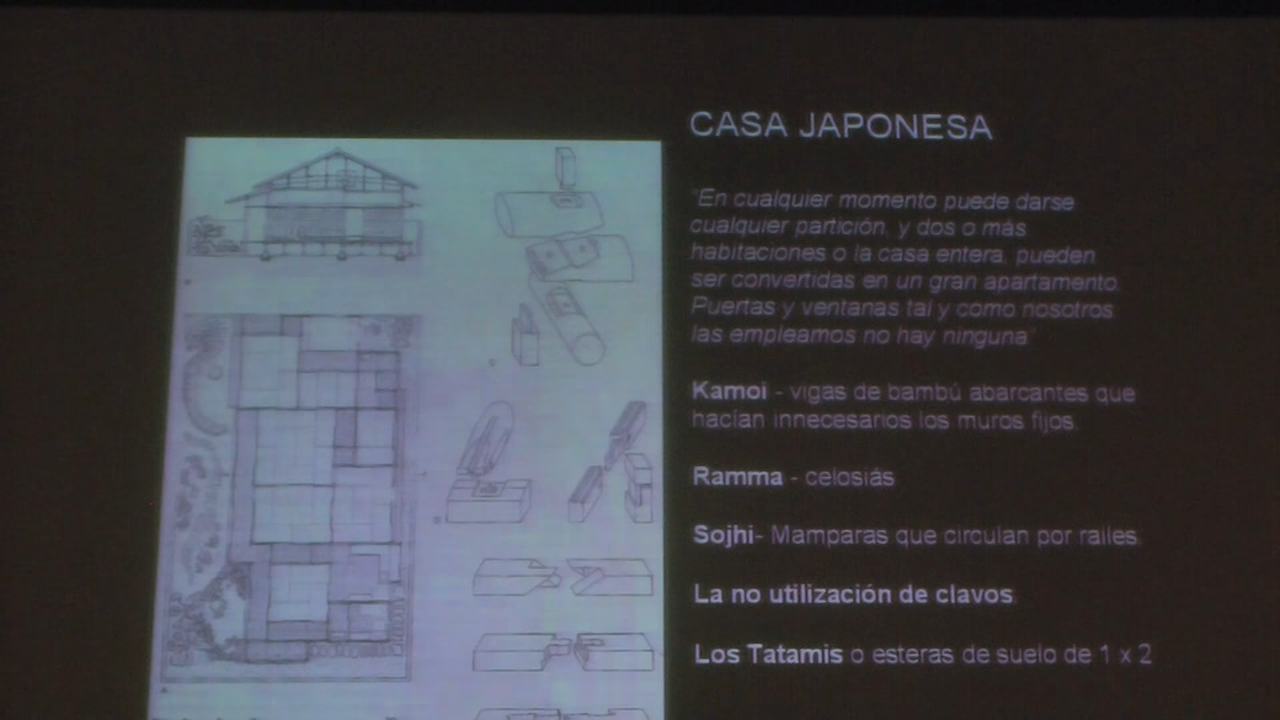 CASA JAPONESA
"En cualquier momento puede darse
cualquier partición, y dos o más
habitaciones o la casa entera, pueden
ser convertidas en un gran apartamento.
Puertas y ventanas tal y como nosotros
las empleamos no hay ninguna"
Kamoi - vigas de bambú abarcantes que
hacían innecesarios los muros fijos.
Ramma - celosiás
Sojhi- Mamparas que circulan por railes.
La no utilización de clavos.
Los Tatamis o esteras de suelo de 1 x 2